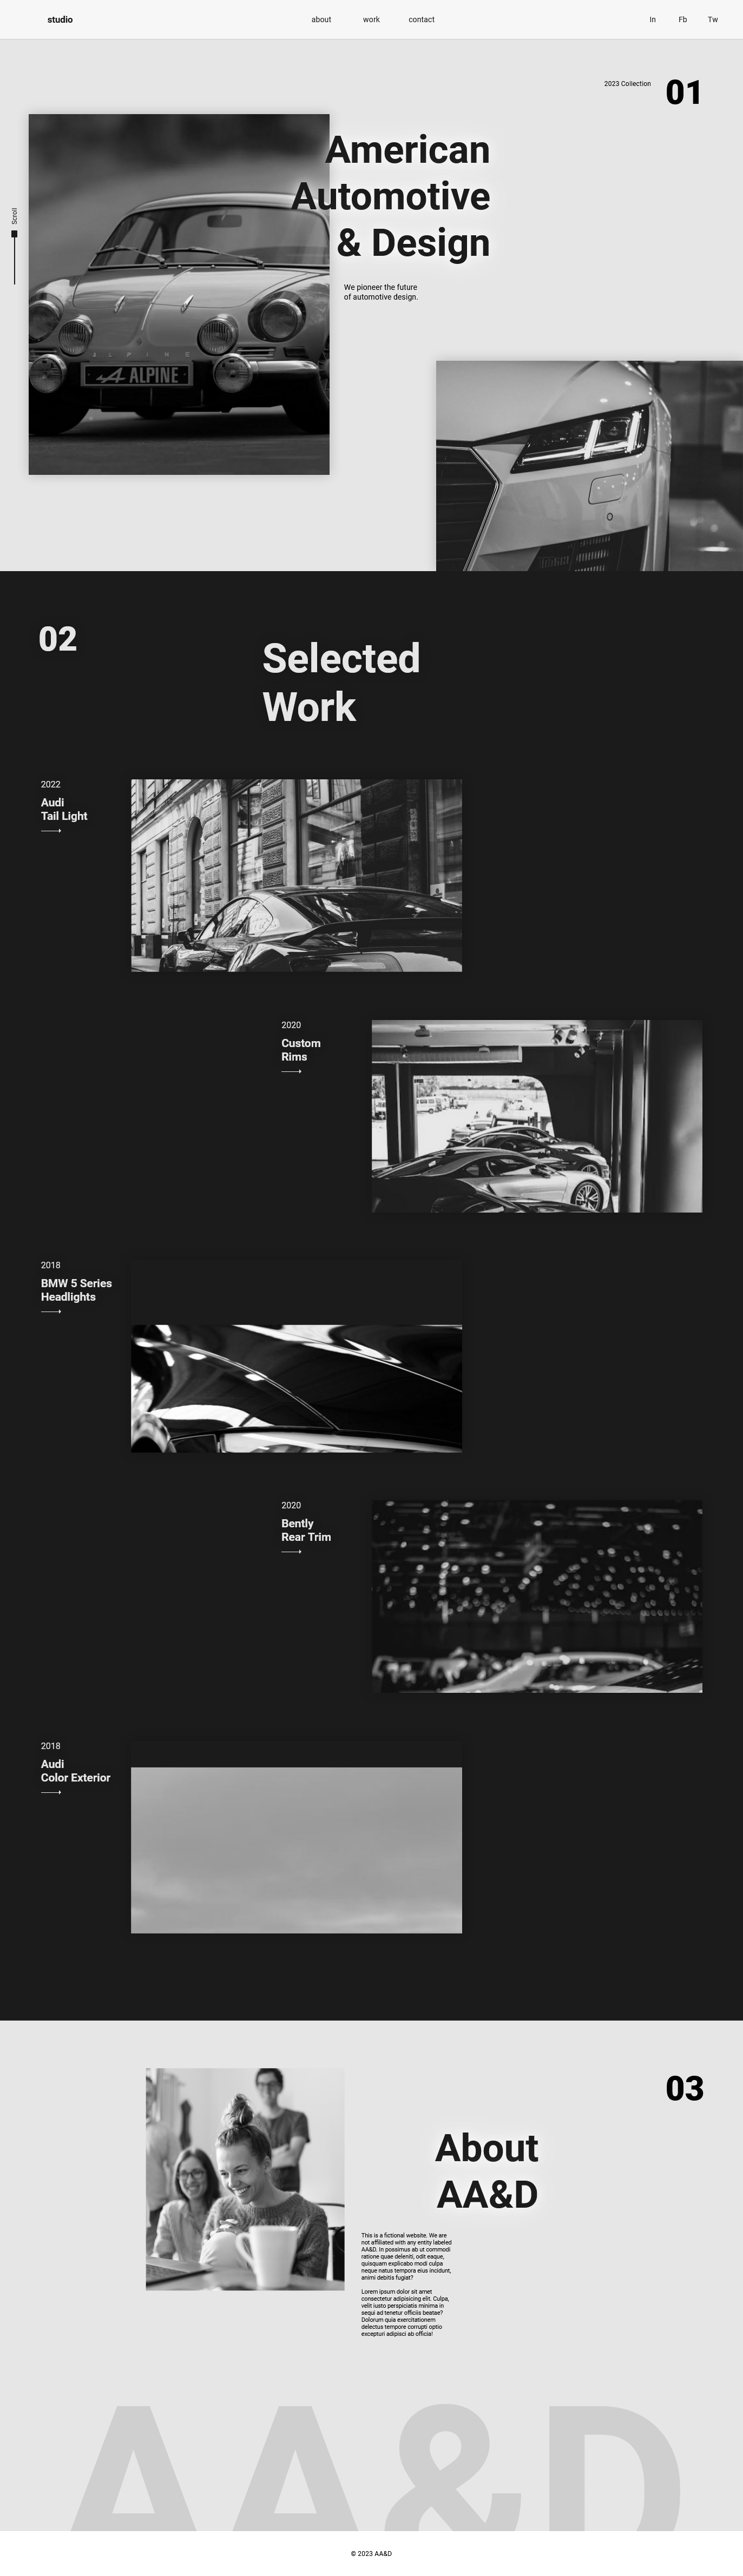 studio
about
work
contact
In
Fb
Tw
2023 Collection
01
American
Automotive
& Design
Scroll
We pioneer the future
of automotive design.
A L P I N E
ALPINE
02
Selected
Work
2022
Audi
Tail Light
2020
Custom
Rims
2018
BMW 5 Series
Headlights
2020
Bently
Rear Trim
2018
Audi
Color Exterior
03
About
AA&D
This is a fictional website. We are
not affiliated with any entity labeled
AA&D. In possimus ab ut commodi
ratione quae deleniti, odit eaque,
quisquam explicabo modi culpa
neque natus tempora eius incidunt,
animi debitis fugiat?
Lorem ipsum dolor sit amet
consectetur adipisicing elit. Culpa,
velit iusto perspiciatis minima in
sequi ad tenetur officiis beatae?
Dolorum quia exercitationem
delectus tempore corrupti optio
excepturi adipisci ab officia!
AA&D
© 2023 AA&D